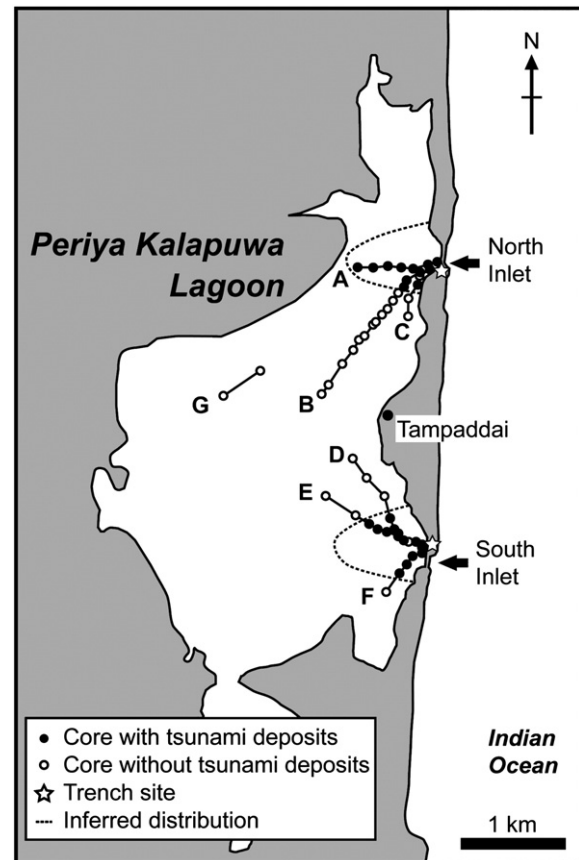 N
Periya Kalapuwa
Lagoon
North
Inlet
A
C
G
B
Tampaddai
D
E
South
Inlet
F
Core with tsunami deposits
Core without tsunami deposits
Trench site
Inferred distribution
Indian
Ocean
1 km